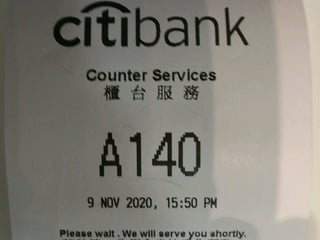 citibank
Counter Services
櫃台服務
A140
9 NOV 2020, 15:50 PM
Please wait . We will serve you shortly.